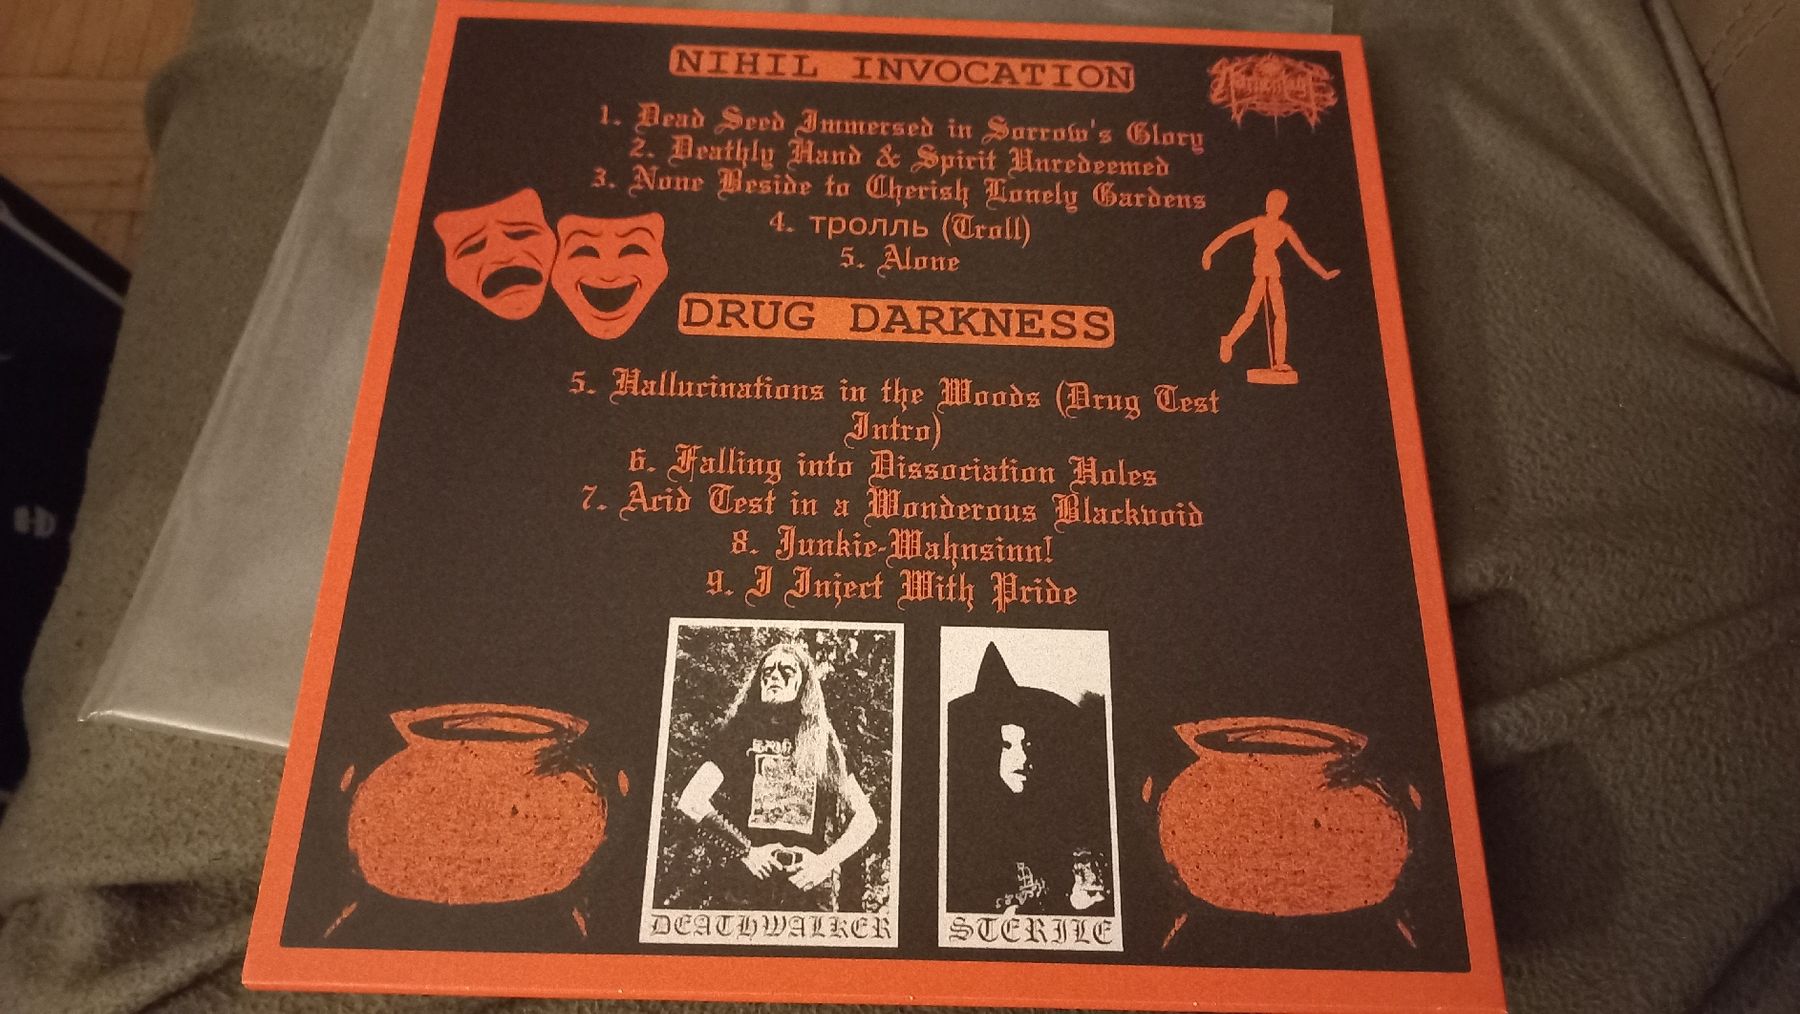 NIHIL INVOCATION
1. Dead Seed Immersed in Sorrow's Glory
2. Deathly Hand & Spirit Unredeemed
3. None Beside to Cherish Lonely Gardens
4. тролль (Troll)
5. Alone
DRUG DARKNESS
5. Hallucinations in the Woods (Drug Test
Intro)
6. Falling into Dissociation Holes
7. Acid Test in a Wonderous Blackvoid
8. Junkie-Wahnsinn!
9. I Inject With Pride
DEATHWALKER
STERILE